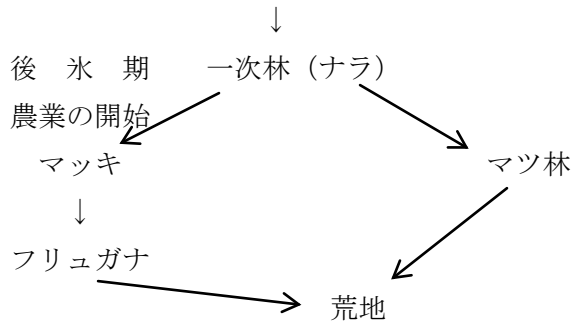 ↓
後　氷　期　　一次林（ナラ）
農業の開始
マッキ　　マツ林
↓
フリュガナ
荒地